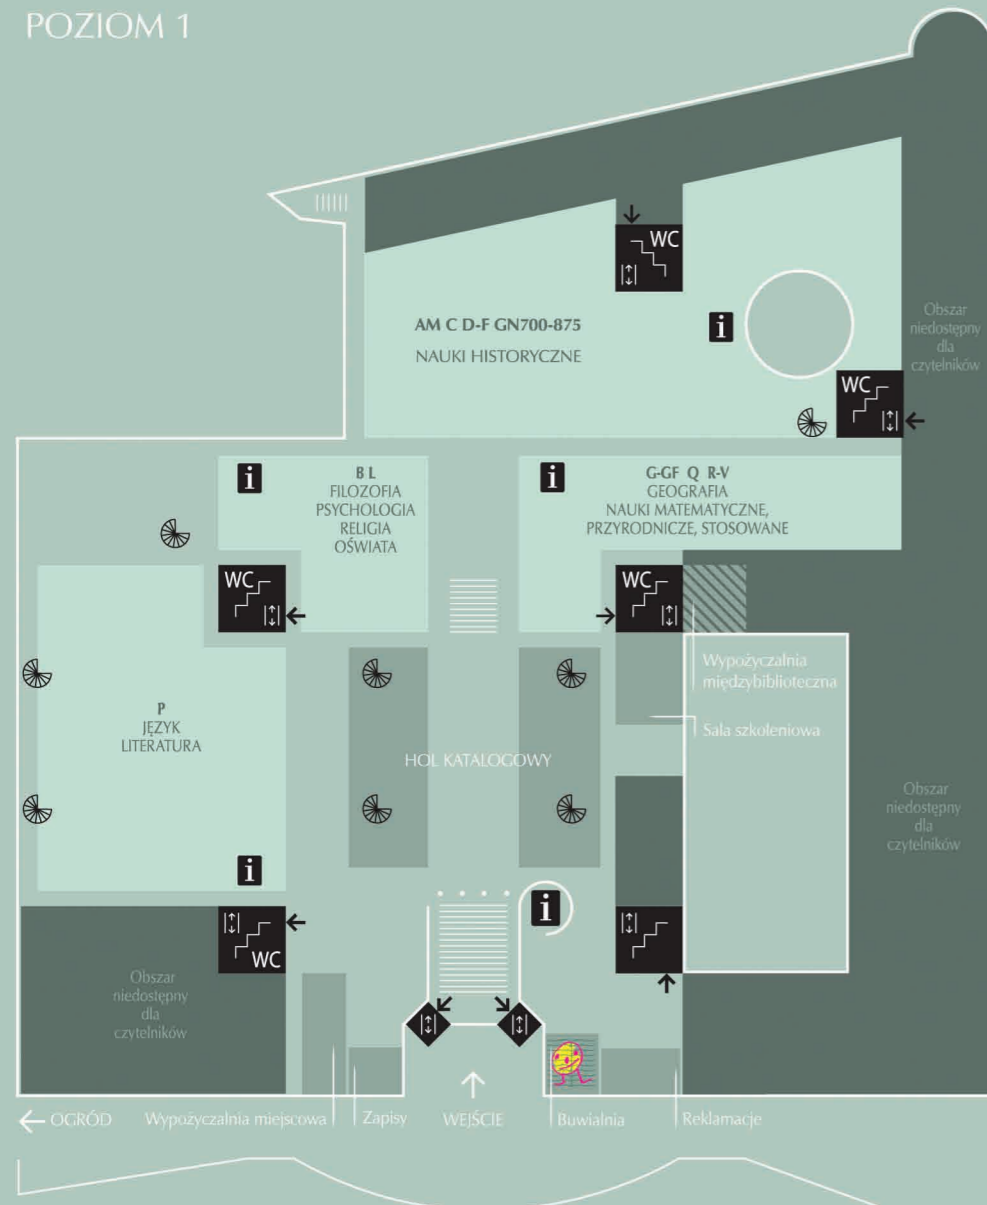 POZIOM 1
WC
AM C D-F GN700-875
NAUKI HISTORYCZNE
i
Obszar
niedostępny
dla
czytelników
WC
i
B L
FILOZOFIA
PSYCHOLOGIA
RELIGIA
OŚWIATA
i
G-GF Q R-V
GEOGRAFIA
NAUKI MATEMATYCZNE,
PRZYRODNICZE, STOSOWANE
WC
WC
Wypożyczalnia
międzybiblioteczna
Sala szkoleniowa
P
JĘZYK
LITERATURA
HOL KATALOGOWY
Obszar
niedostępny
dla
czytelników
i
i
WC
Obszar
niedostępny
dla
czytelników
OGRÓD
Wypożyczalnia miejscowa
Zapisy
WEJŚCIE
Buwialnia
Reklamacje